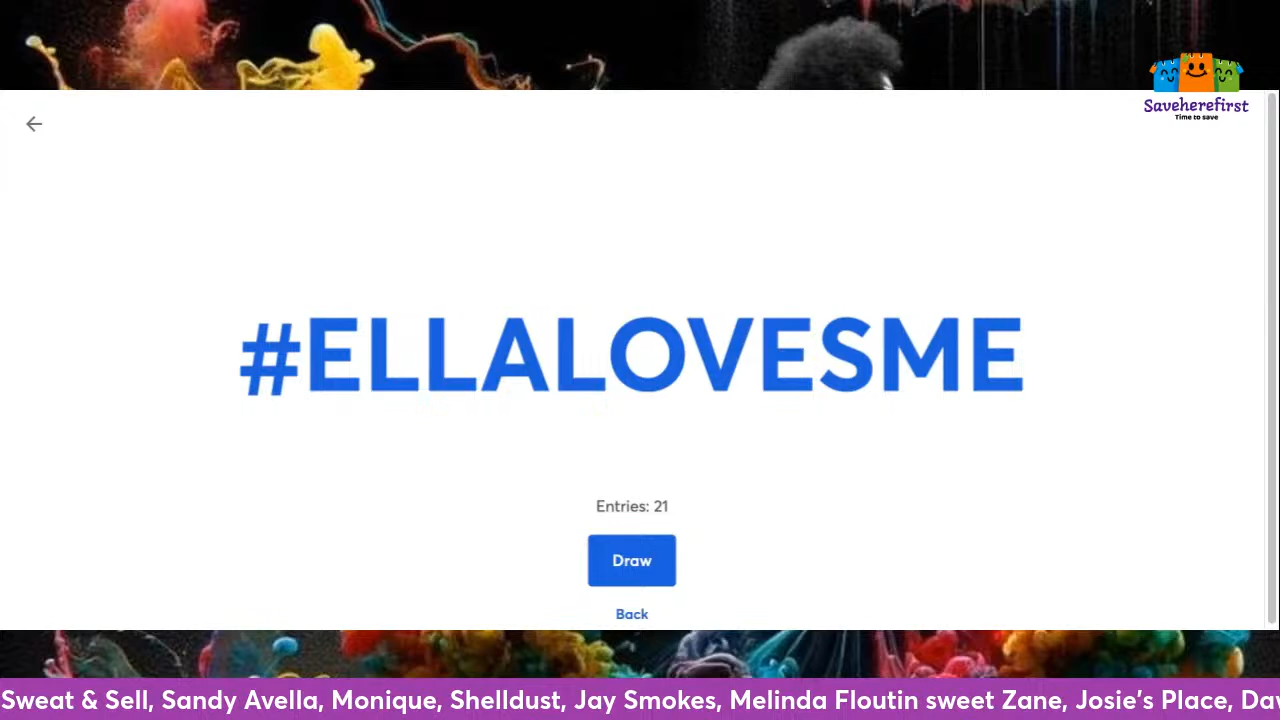 Saveherefirst
Time to save
#ELLALOVESME
Entries: 21
Draw
Back
Sweat & Sell, Sandy Avella, Monique, Shelldust, Jay Smokes, Melinda Floutin sweet Zane, Josie's Place,